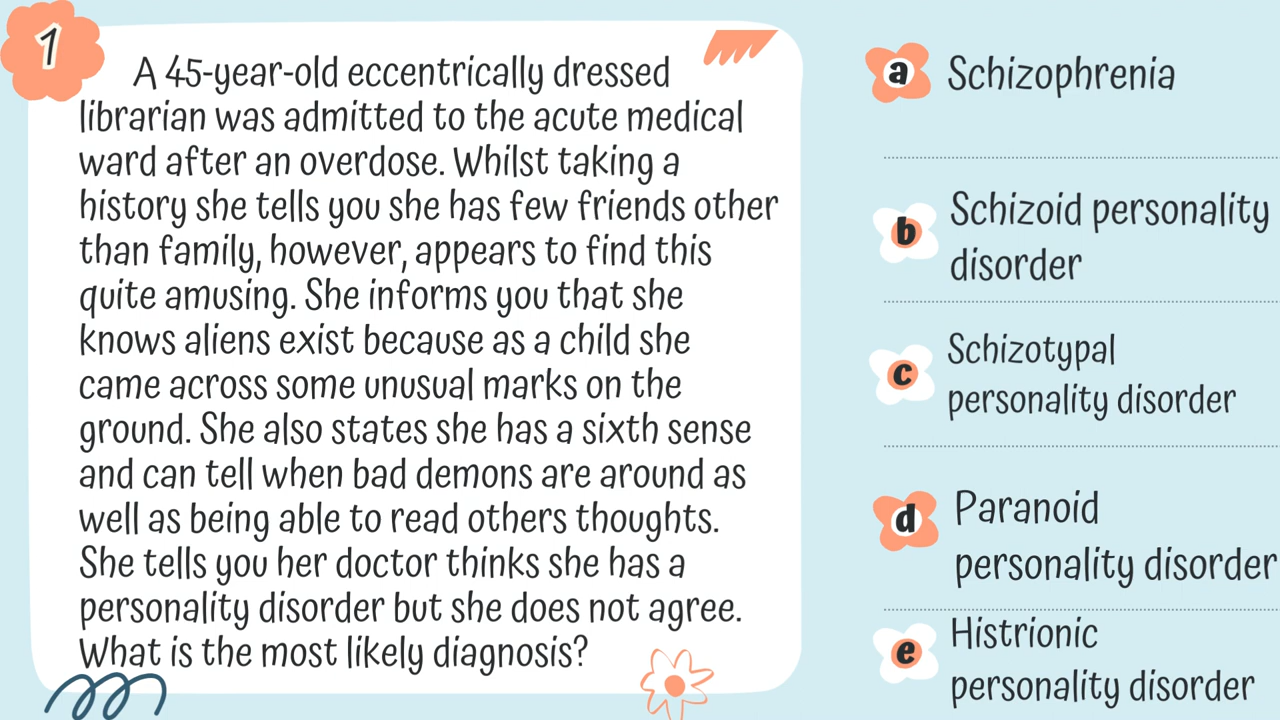 1
A 45-year-old eccentrically dressed
librarian was admitted to the acute medical
ward after an overdose. Whilst taking a
history she tells you she has few friends other
than family, however, appears to find this
quite amusing. She informs you that she
knows aliens exist because as a child she
came across some unusual marks on the
ground. She also states she has a sixth sense
and can tell when bad demons are around as
well as being able to read others thoughts.
She tells you her doctor thinks she has a
personality disorder but she does not agree.
What is the most likely diagnosis?
a Schizophrenia
b Schizoid personality
disorder
c Schizotypal
personality disorder
d Paranoid
personality disorder
e Histrionic
personality disorder